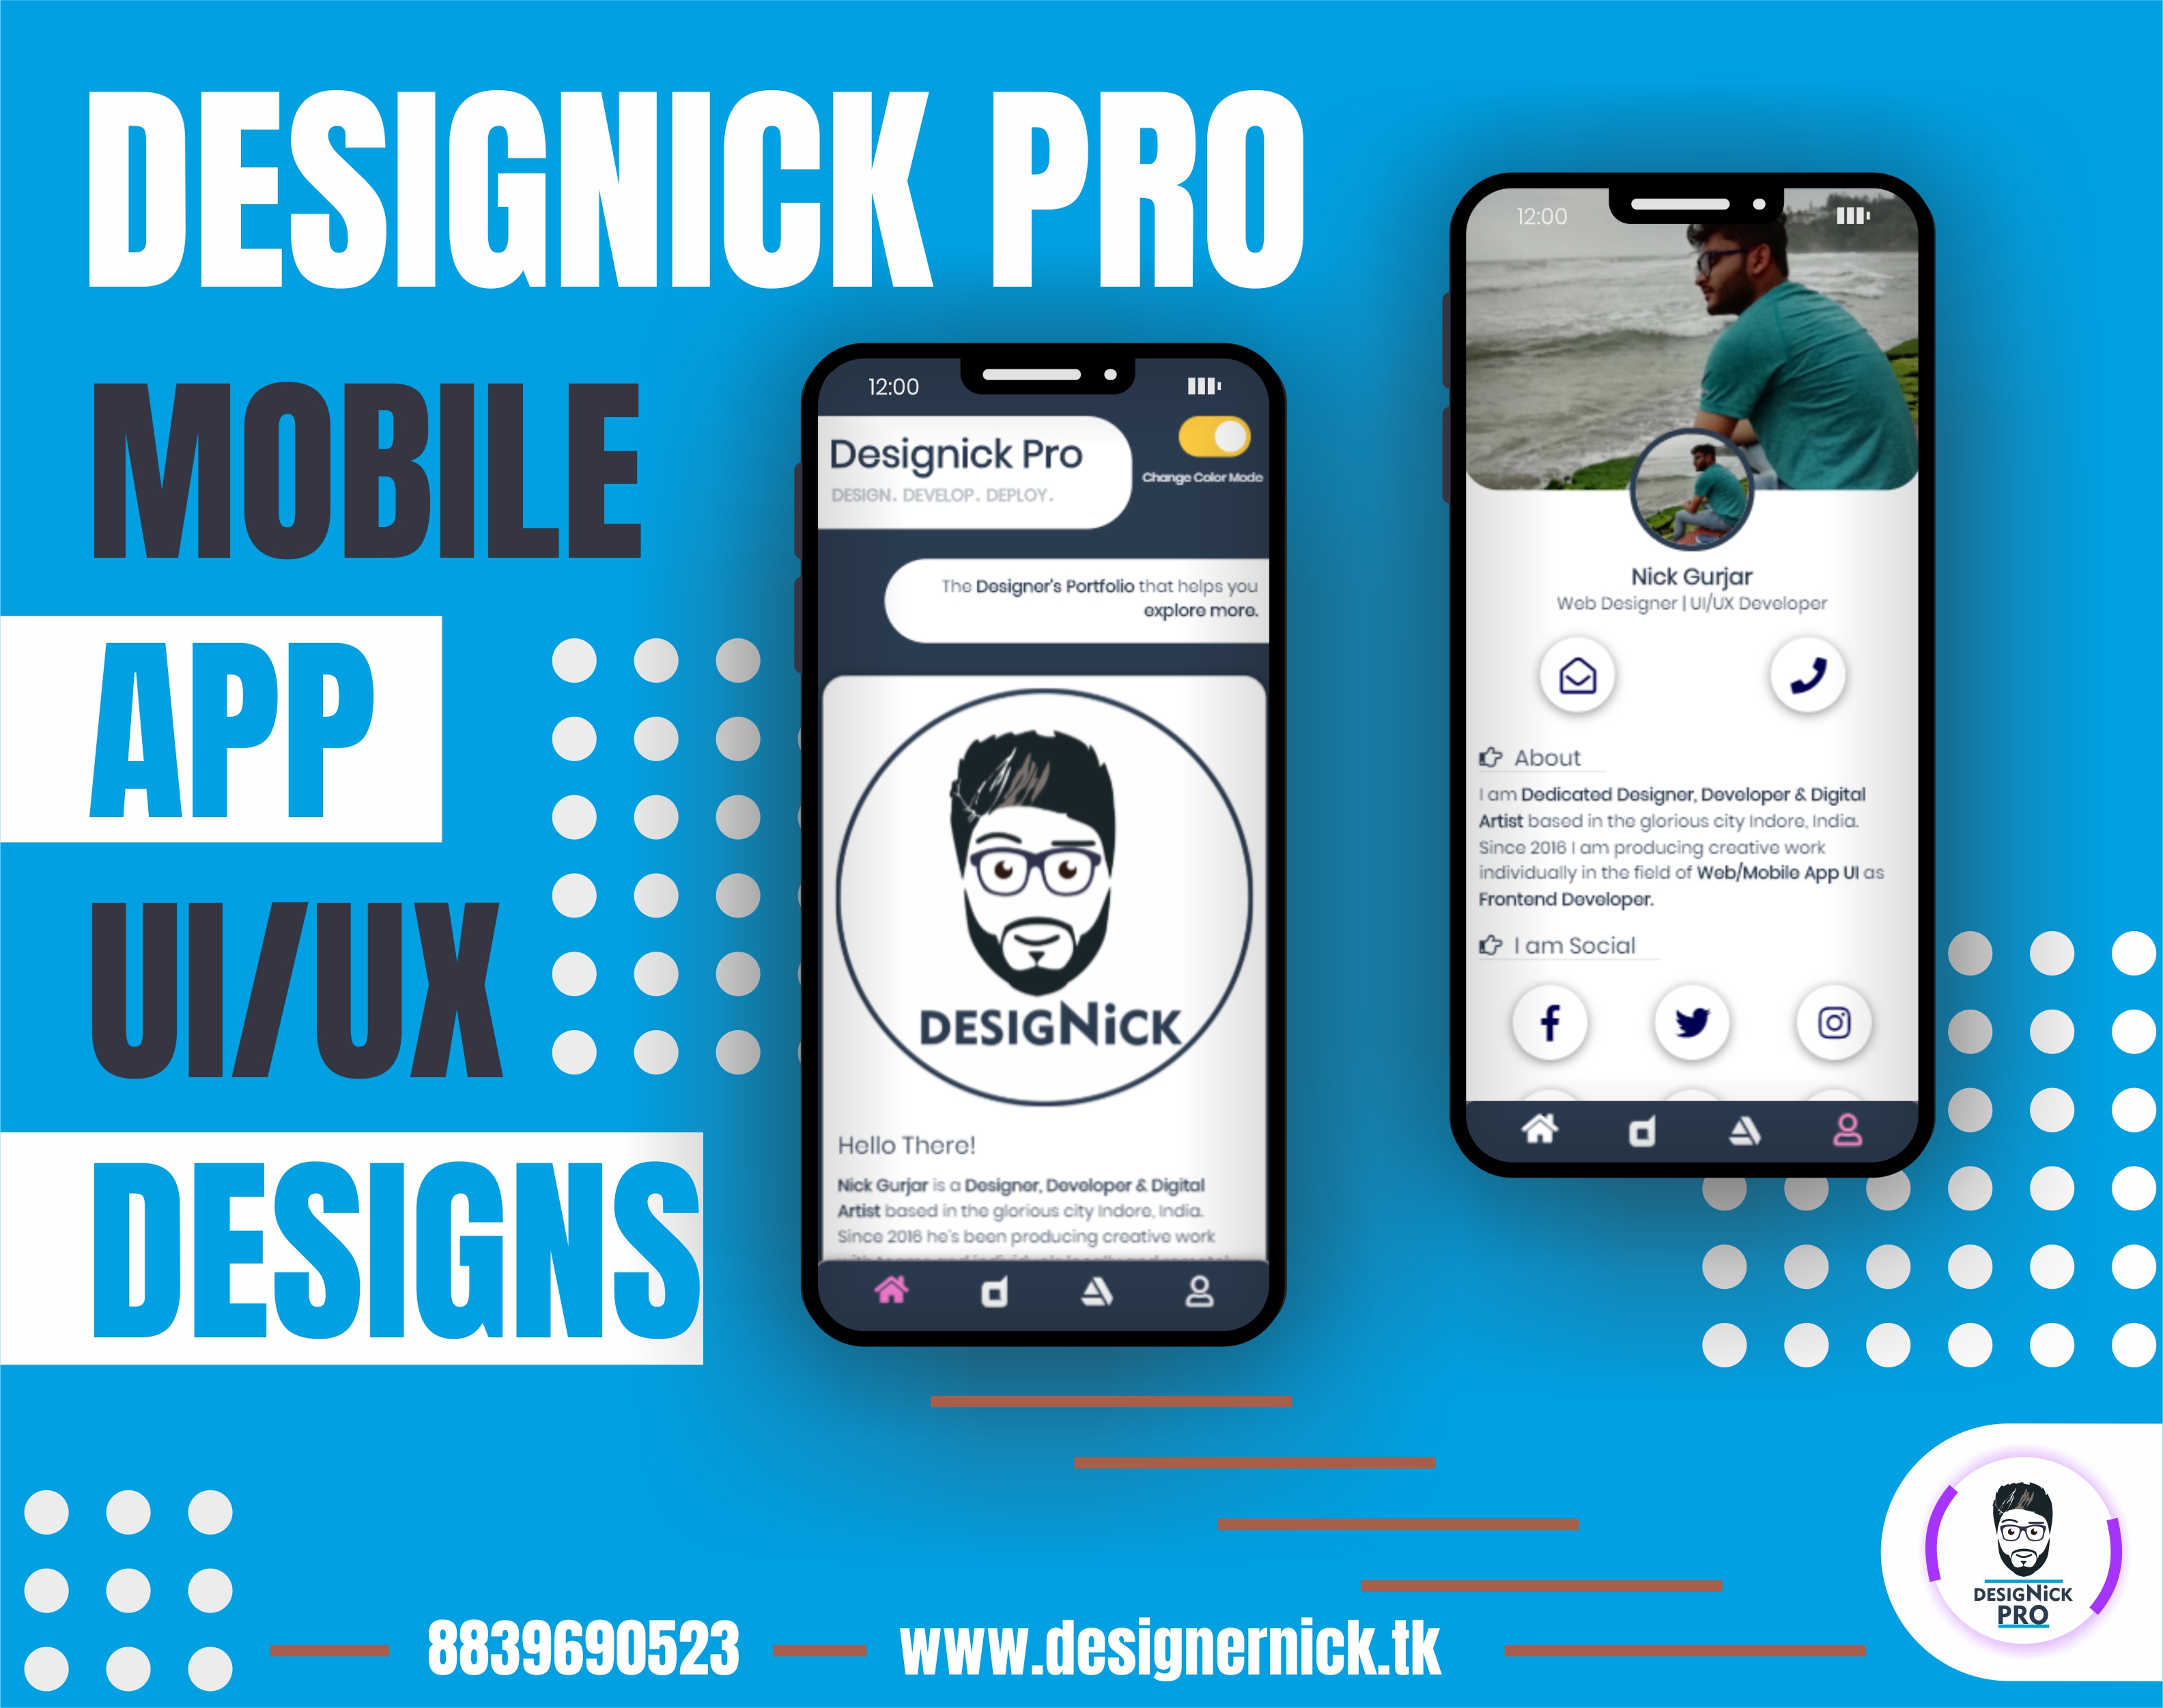 DESIGNICK PRO
MOBILE
APP
UI/UX
DESIGNS
12:00
Designick Pro
DESIGN. DEVELOP. DEPLOY.
Change Color Mode
The Designer's Portfolio that helps you
explore more.
DESIGNiCK
Hello There!
Nick Gurjar is a Designer, Developer & Digital
Artist based in the glorious city Indore, India.
Since 2016 he's been producing creative work
12:00
Nick Gurjar
Web Designer | UI/UX Developer
About
I am Dedicated Designer, Developer & Digital
Artist based in the glorious city Indore, India.
Since 2016 I am producing creative work
individually in the field of Web/Mobile App UI as
Frontend Developer.
I am Social
8839690523
www.designernick.tk
DESIGNiCK
PRO